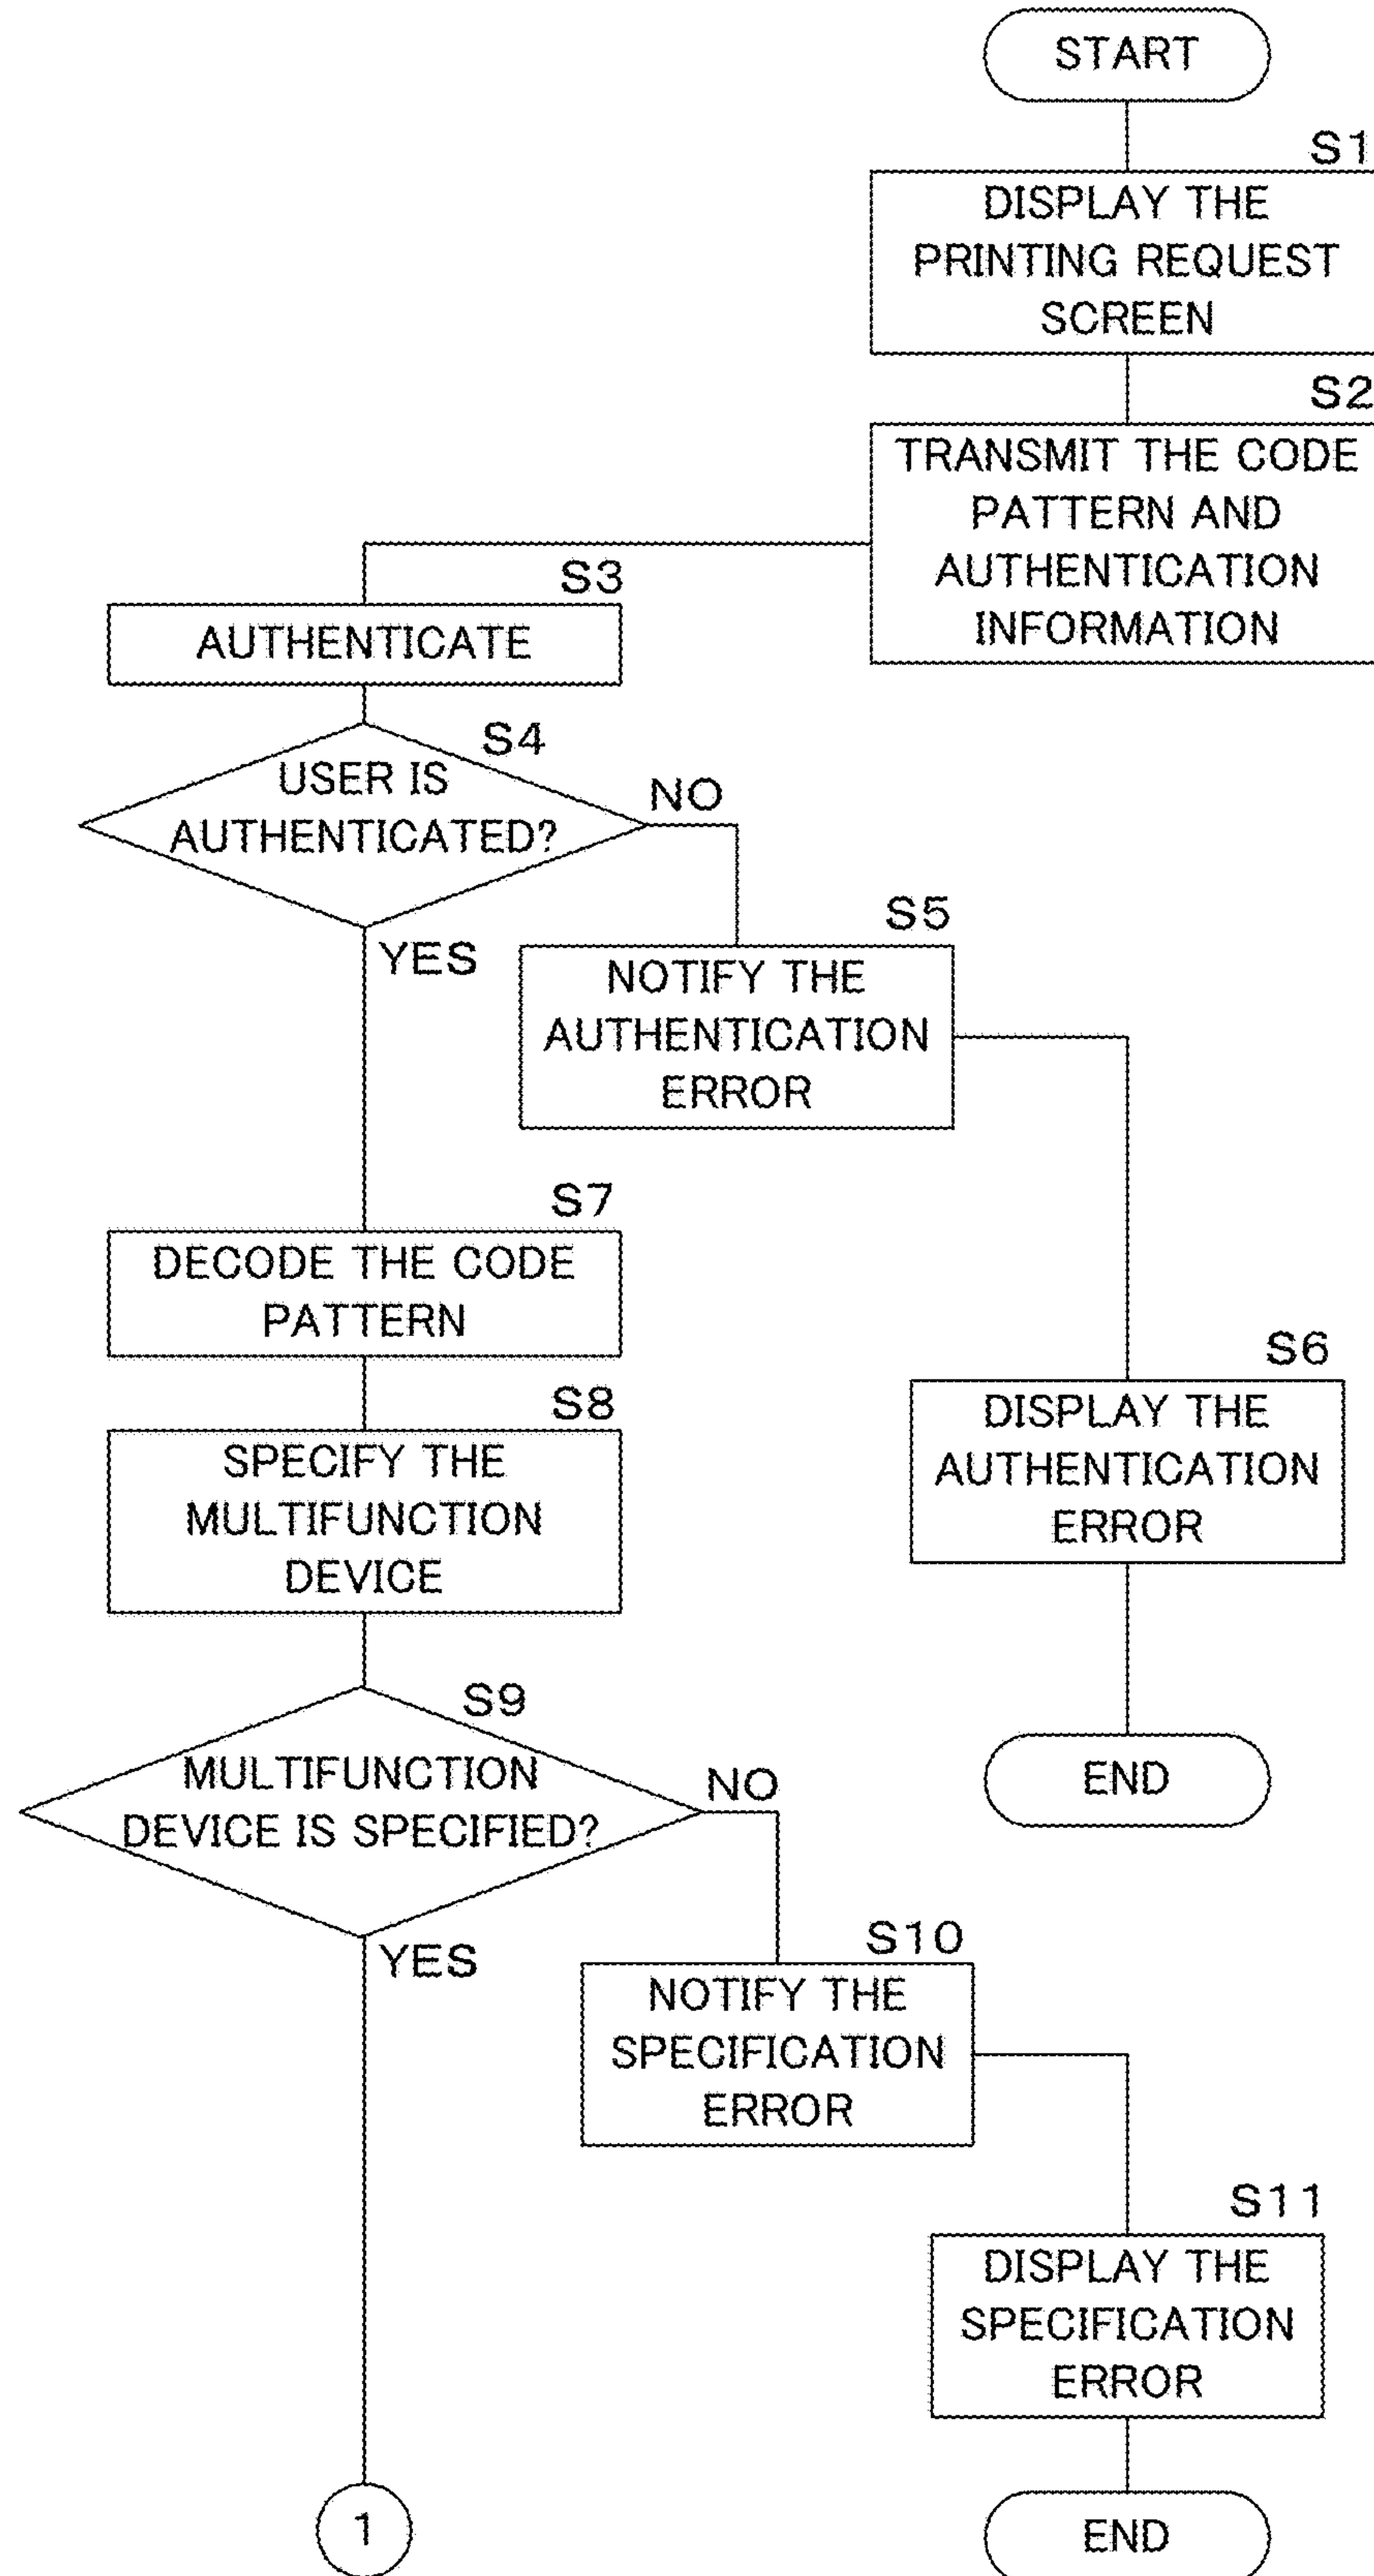 START
S1
DISPLAY THE
PRINTING REQUEST
SCREEN
S2
TRANSMIT THE CODE
PATTERN AND
AUTHENTICATION
INFORMATION
S3
AUTHENTICATE
S4
USER IS
AUTHENTICATED?
NO
YES
S5
NOTIFY THE
AUTHENTICATION
ERROR
S6
DISPLAY THE
AUTHENTICATION
ERROR
END
S7
DECODE THE CODE
PATTERN
S8
SPECIFY THE
MULTIFUNCTION
DEVICE
S9
MULTIFUNCTION
DEVICE IS SPECIFIED?
NO
YES
S10
NOTIFY THE
SPECIFICATION
ERROR
S11
DISPLAY THE
SPECIFICATION
ERROR
END
1